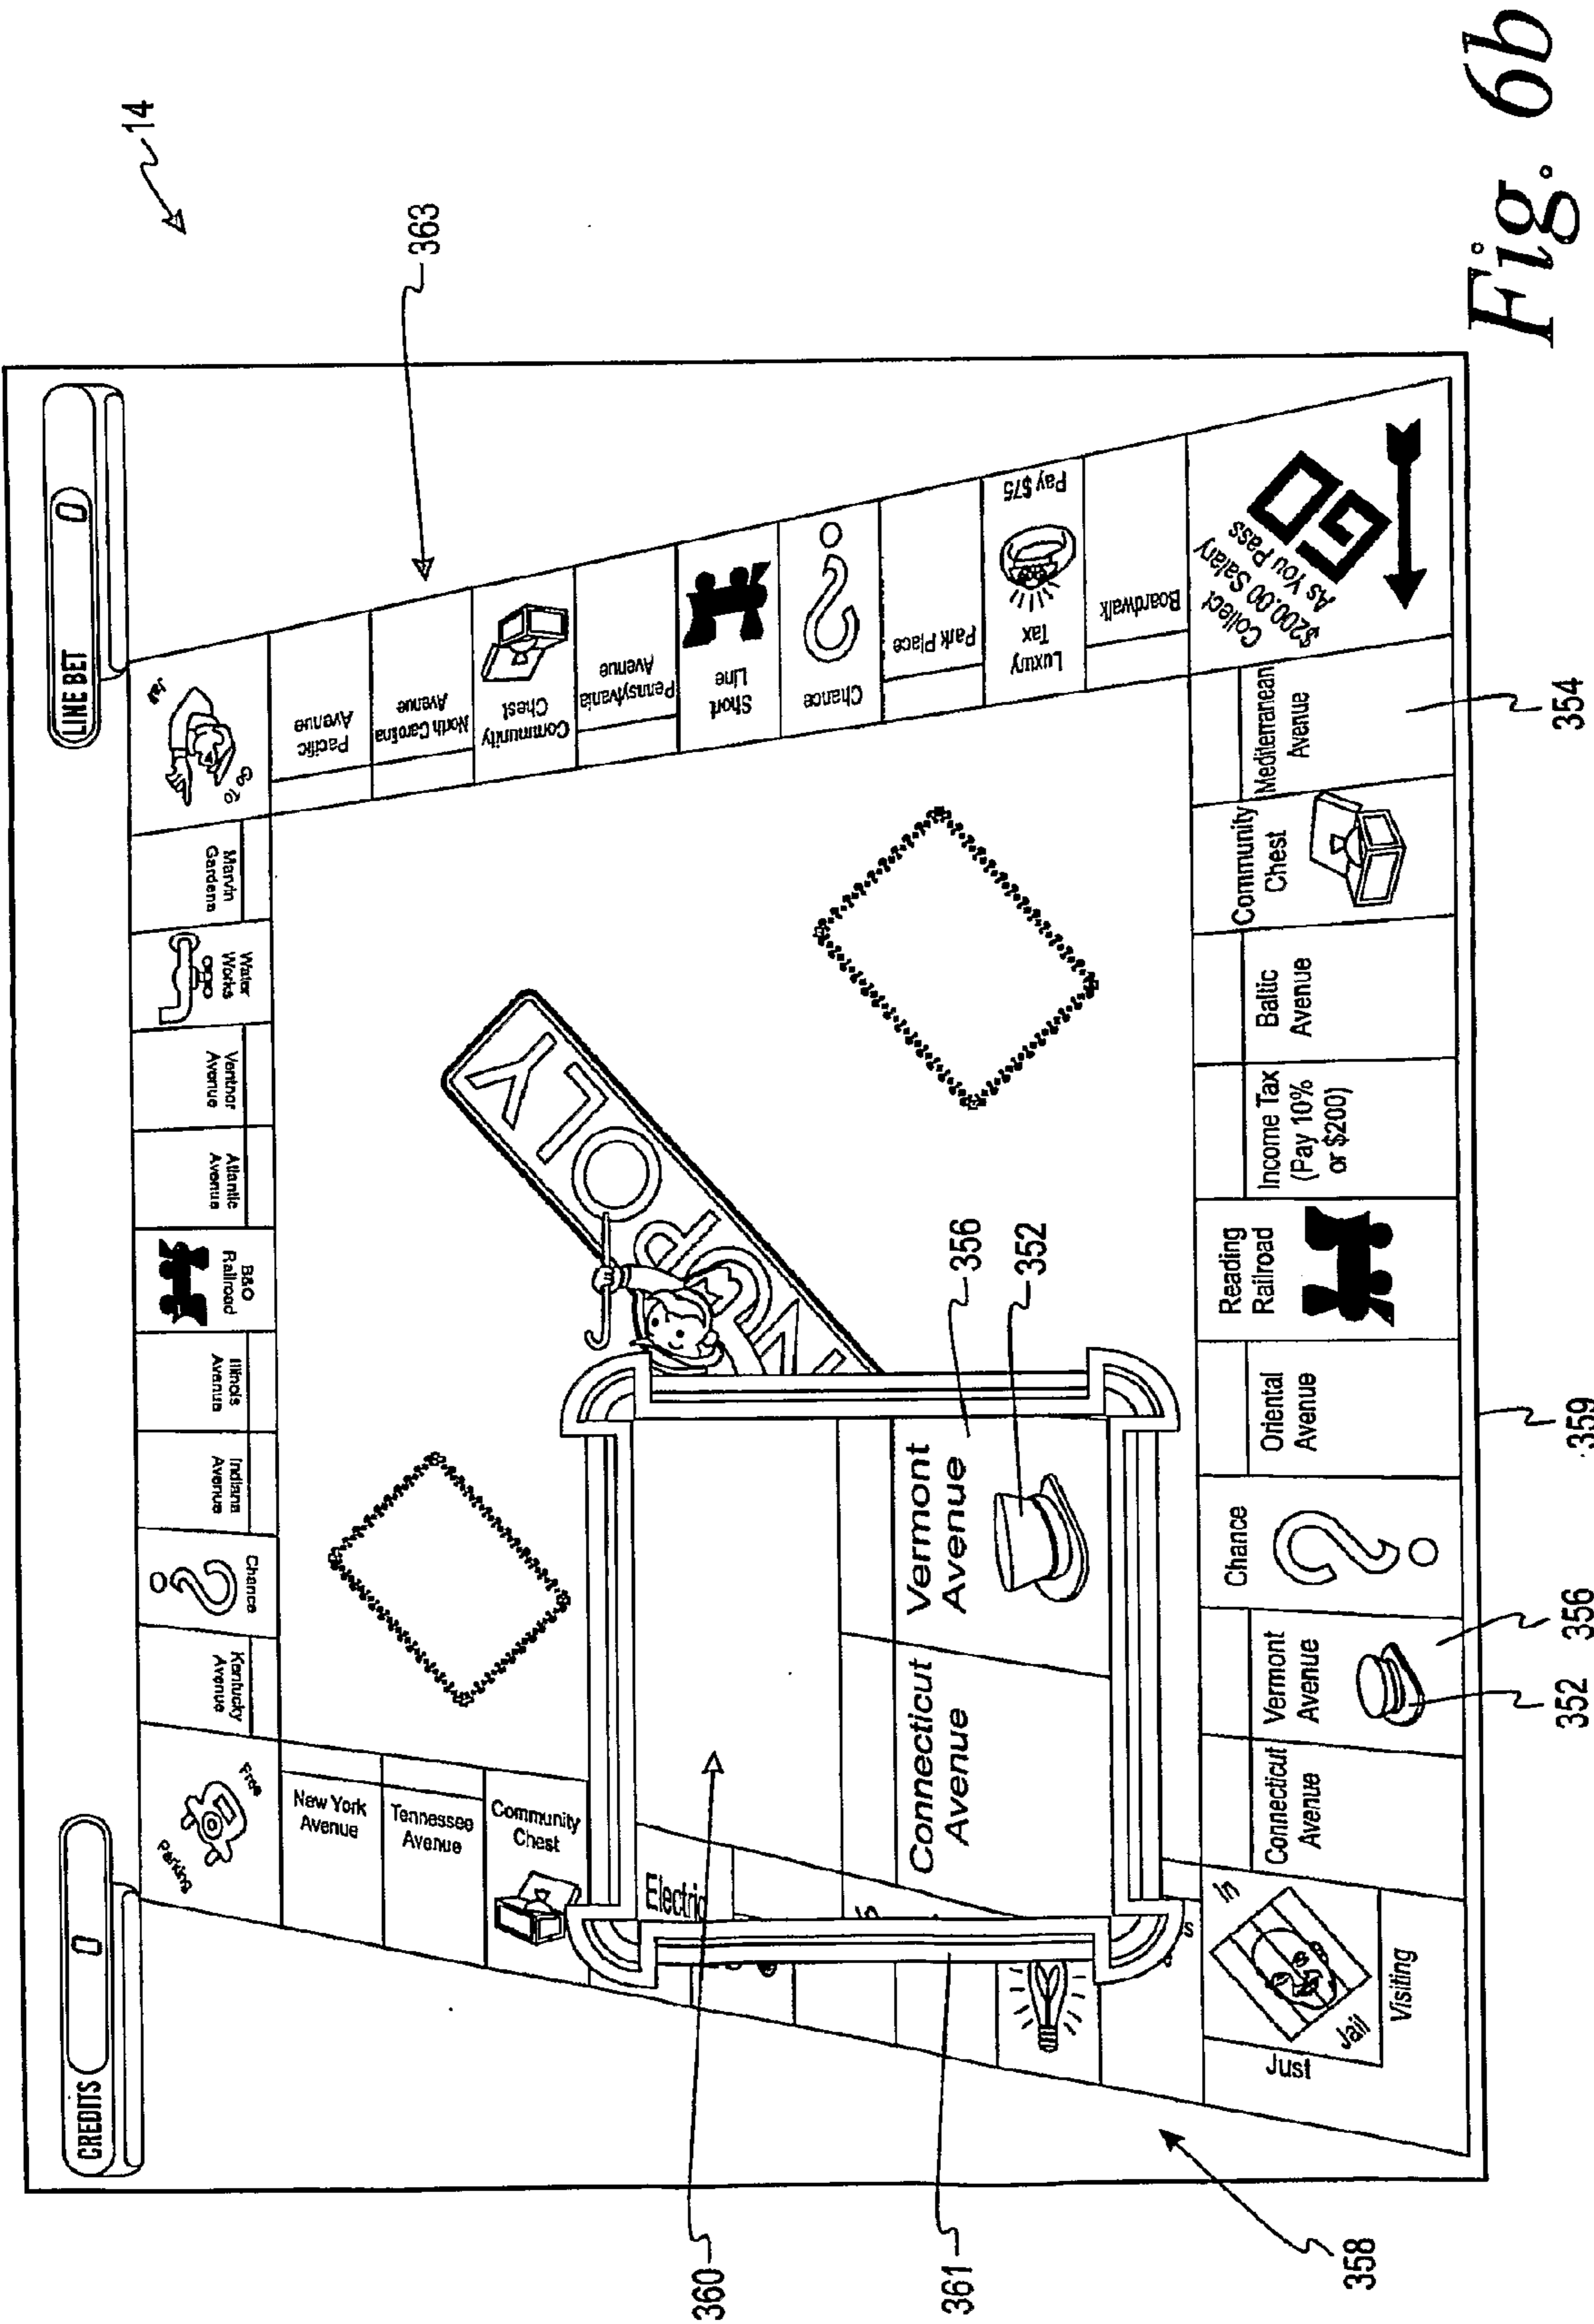 CREDITS 0
LINE BET 0
14
363
Parking
Free
Kentucky
Avenue
Chance
Indiana
Avenue
Illinois
Avenue
B&O
Railroad
Atlantic
Avenue
Ventnor
Avenue
Water
Works
Marvin
Gardens
Go To
Jail
New York
Avenue
Tennessee
Avenue
Community
Chest
Electric
Pacific
Avenue
North Carolina
Avenue
Community
Chest
Pennsylvania
Avenue
Short
Line
Chance
Park Place
Luxury
Tax
Pay $75
Boardwalk
OPOLY
360
361
Connecticut
Avenue
Vermont
Avenue
356
352
358
In
Jail
Just
Visiting
Connecticut
Avenue
Vermont
Avenue
Chance
Oriental
Avenue
Reading
Railroad
Income Tax
(Pay 10%
or $200)
Baltic
Avenue
Community
Chest
Mediterranean
Avenue
Collect
$200.00 Salary
As You Pass
GO
352
356
359
354
Fig. 6b